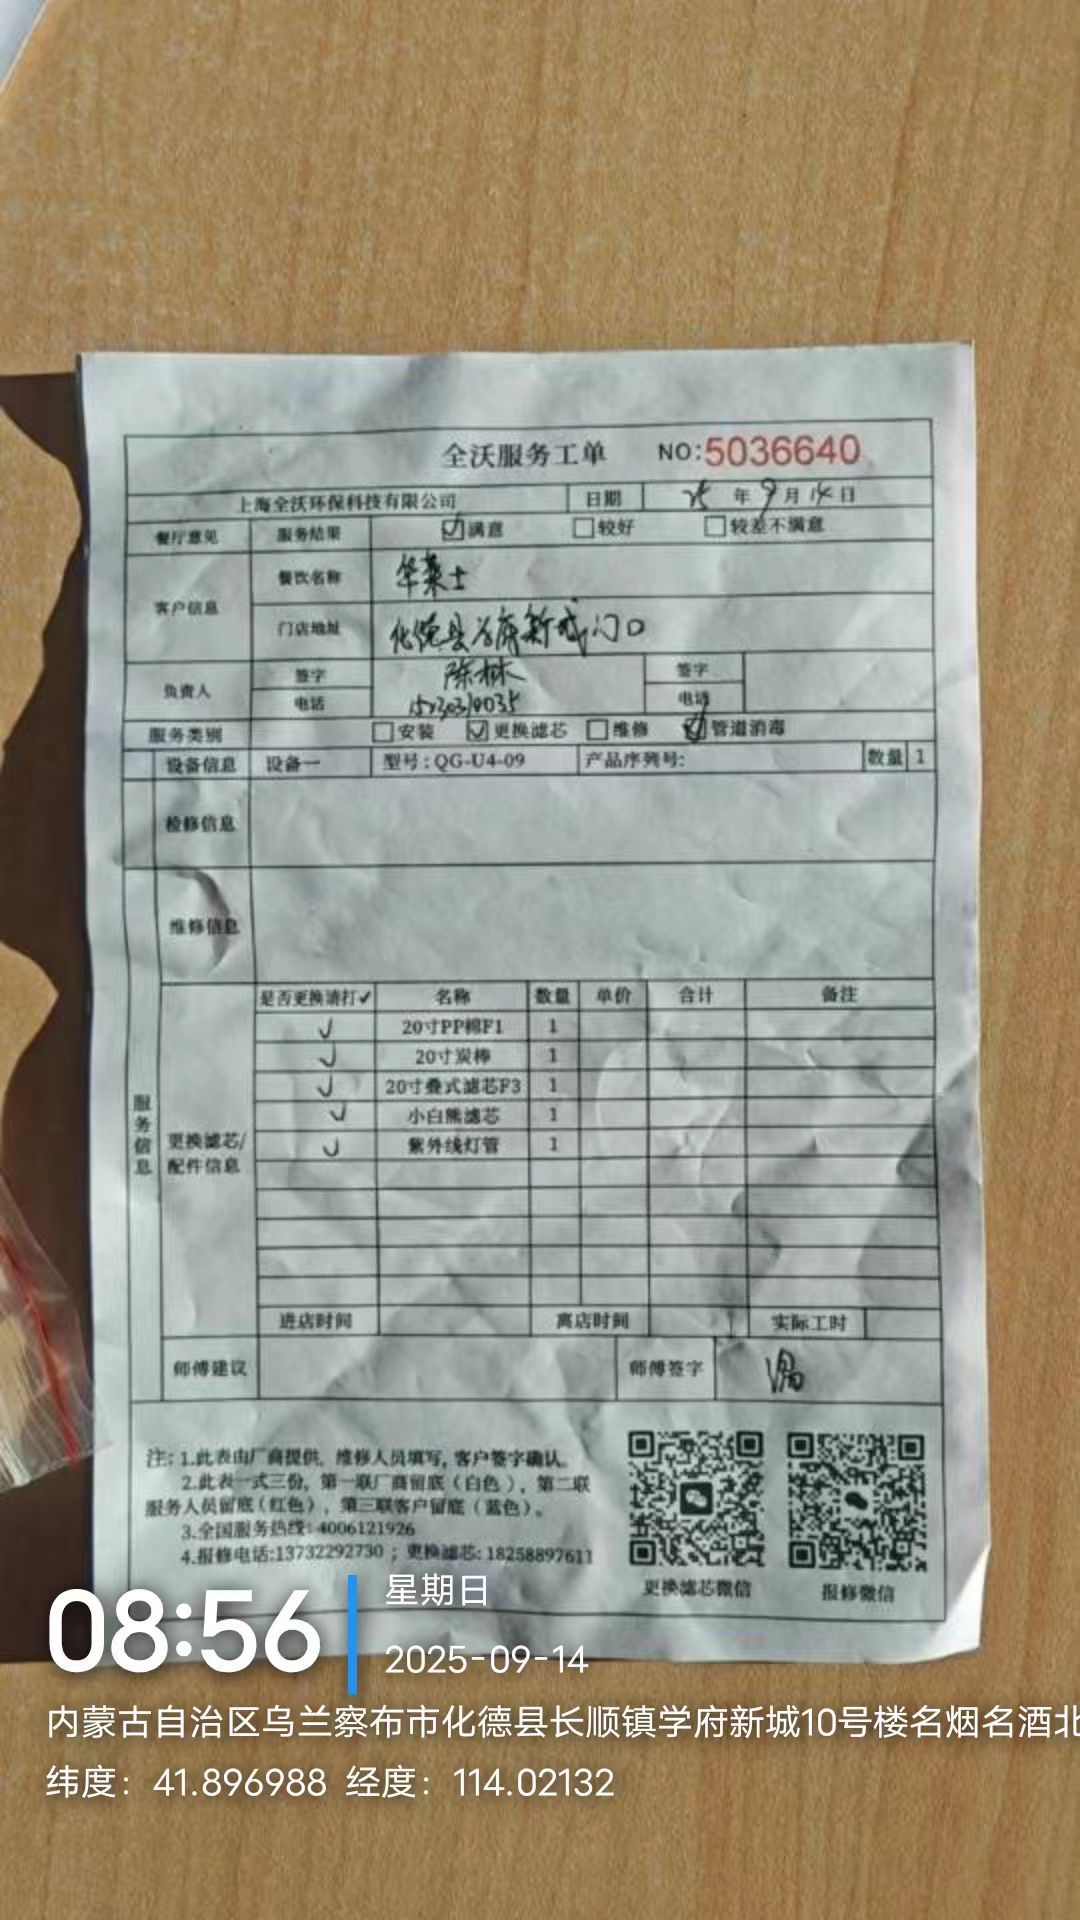 全沃服务工单 NO:5036640
上海全沃环保科技有限公司 日期 25年9月14日
餐厅意见 服务结果 ☑满意 □较好 □较差不满意
客户信息 餐饮名称 华莱士
门店地址 化德县学府新城门口
负责人 签字 陈林 签字
电话 电话
服务类别 □安装 ☑更换滤芯 □维修 ☑管道消毒
设备信息 设备一 型号:QG-U4-09 产品序列号: 数量 1
检修信息
维修信息
服务信息
更换滤芯/配件信息
是否更换请打✓ 名称 数量 单价 合计 备注
✓ 20寸PP棉F1 1
✓ 20寸炭棒 1
✓ 20寸叠式滤芯F3 1
✓ 小白熊滤芯 1
✓ 紫外线灯管 1
进店时间 离店时间 实际工时
师傅建议 师傅签字
注: 1.此表由厂商提供, 维修人员填写, 客户签字确认。
2.此表一式三份, 第一联厂商留底(白色), 第二联
服务人员留底(红色), 第三联客户留底(蓝色)。
3.全国服务热线: 4006121926
4.报修电话:13732292730 ; 更换滤芯: 18258897611
更换滤芯微信 报修微信
08:56
星期日
2025-09-14
内蒙古自治区乌兰察布市化德县长顺镇学府新城10号楼名烟名酒北
纬度: 41.896988 经度: 114.02132